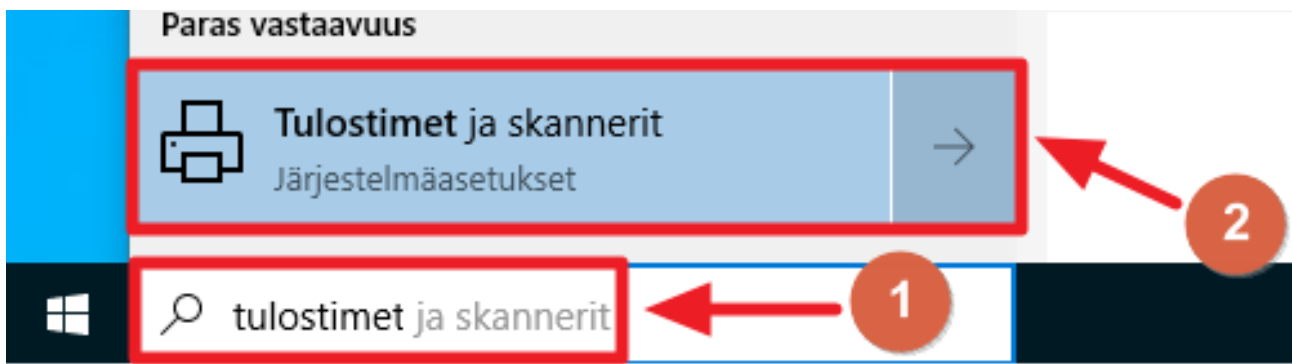 Paras vastaavuus
Tulostimet ja skannerit
Järjestelmäasetukset
2
tulostimet ja skannerit
1